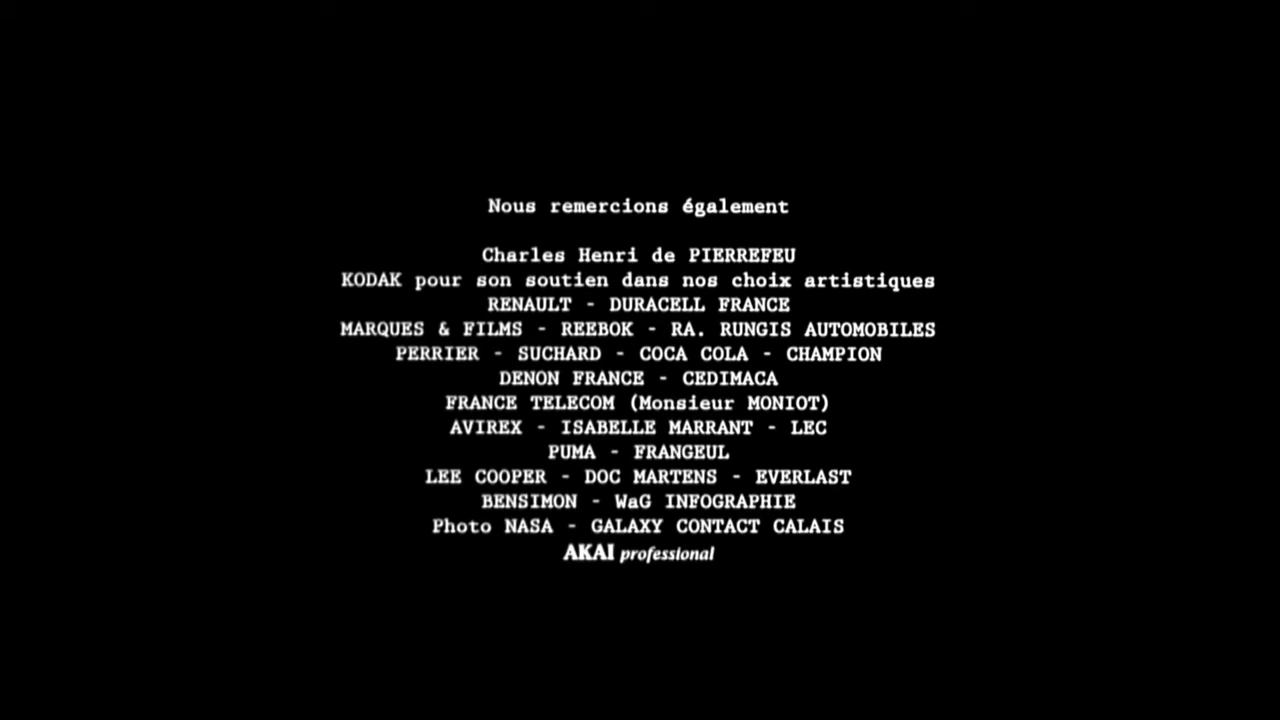 Nous remercions également
Charles Henri de PIERREFEU
KODAK pour son soutien dans nos choix artistiques
RENAULT - DURACELL FRANCE
MARQUES & FILMS - REEBOK - RA. RUNGIS AUTOMOBILES
PERRIER - SUCHARD - COCA COLA - CHAMPION
DENON FRANCE - CEDIMACA
FRANCE TELECOM (Monsieur MONIOT)
AVIREX - ISABELLE MARRANT - LEC
PUMA - FRANGEUL
LEE COOPER - DOC MARTENS - EVERLAST
BENSIMON - WaG INFOGRAPHIE
Photo NASA - GALAXY CONTACT CALAIS
AKAI professional